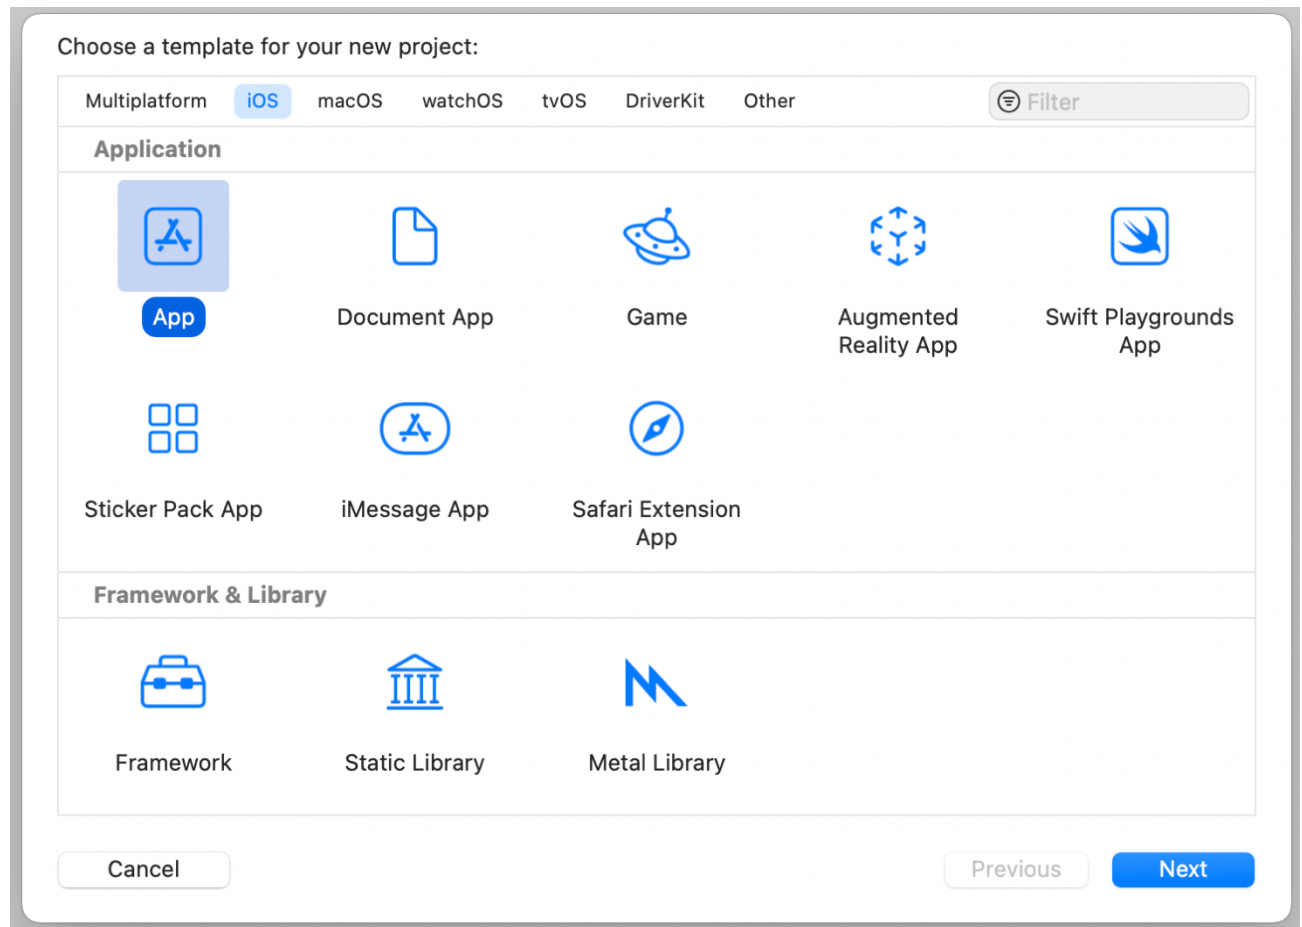 Choose a template for your new project:
Multiplatform iOS macOS watchOS tvOS DriverKit Other Filter
Application
App Document App Game Augmented Reality App Swift Playgrounds App
Sticker Pack App iMessage App Safari Extension App
Framework & Library
Framework Static Library Metal Library
Cancel Previous Next